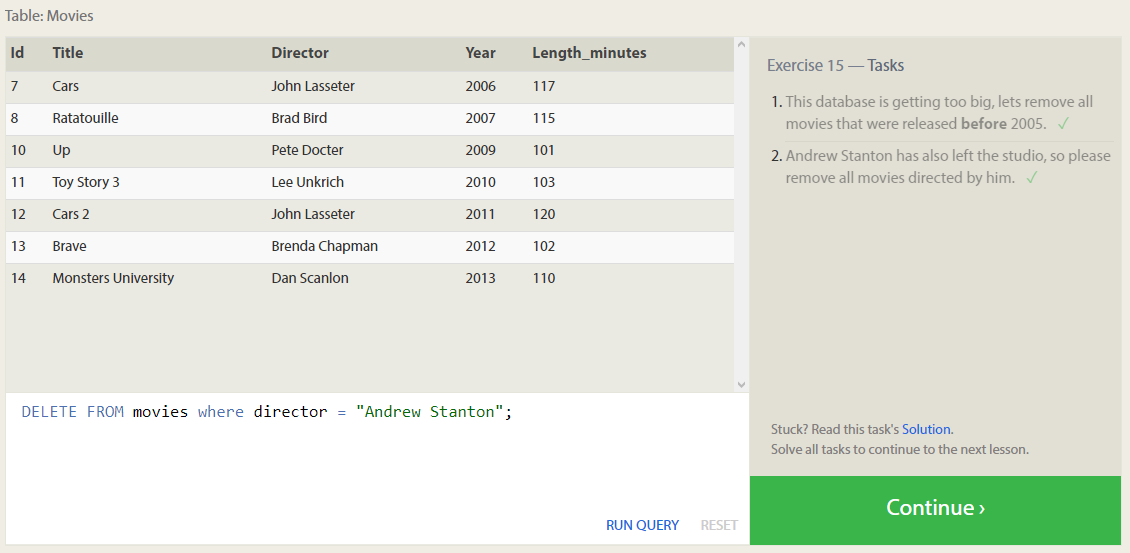 Table: Movies
Id Title Director Year Length_minutes
7 Cars John Lasseter 2006 117
8 Ratatouille Brad Bird 2007 115
10 Up Pete Docter 2009 101
11 Toy Story 3 Lee Unkrich 2010 103
12 Cars 2 John Lasseter 2011 120
13 Brave Brenda Chapman 2012 102
14 Monsters University Dan Scanlon 2013 110
DELETE FROM movies where director = "Andrew Stanton";
RUN QUERY RESET
Exercise 15 — Tasks
1. This database is getting too big, lets remove all
movies that were released before 2005. ✓
2. Andrew Stanton has also left the studio, so please
remove all movies directed by him. ✓
Stuck? Read this task's Solution.
Solve all tasks to continue to the next lesson.
Continue ›